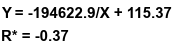 Y = -194622.9/X + 115.37
R* = -0.37